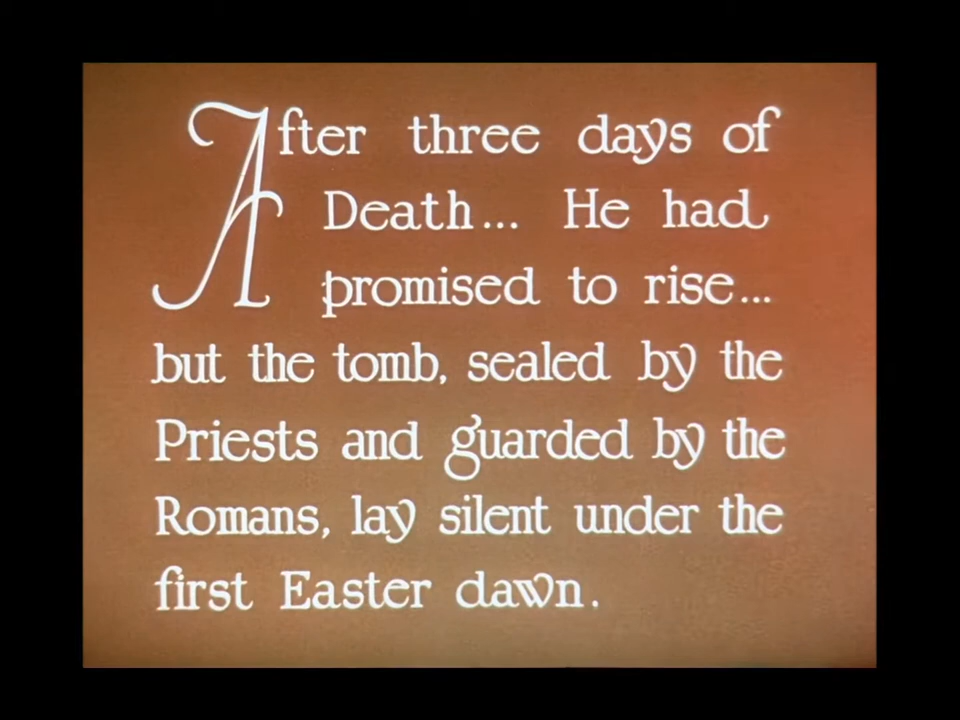 After three days of
Death... He had
promised to rise...
but the tomb, sealed by the
Priests and guarded by the
Romans, lay silent under the
first Easter dawn.